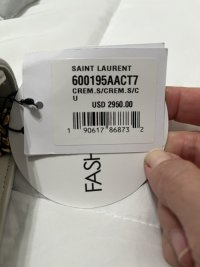 SAINT LAURENT
600195AACT7
CREM.S/CREM.S/C
U
USD 2950.00
1 90617 86873 2
FASH